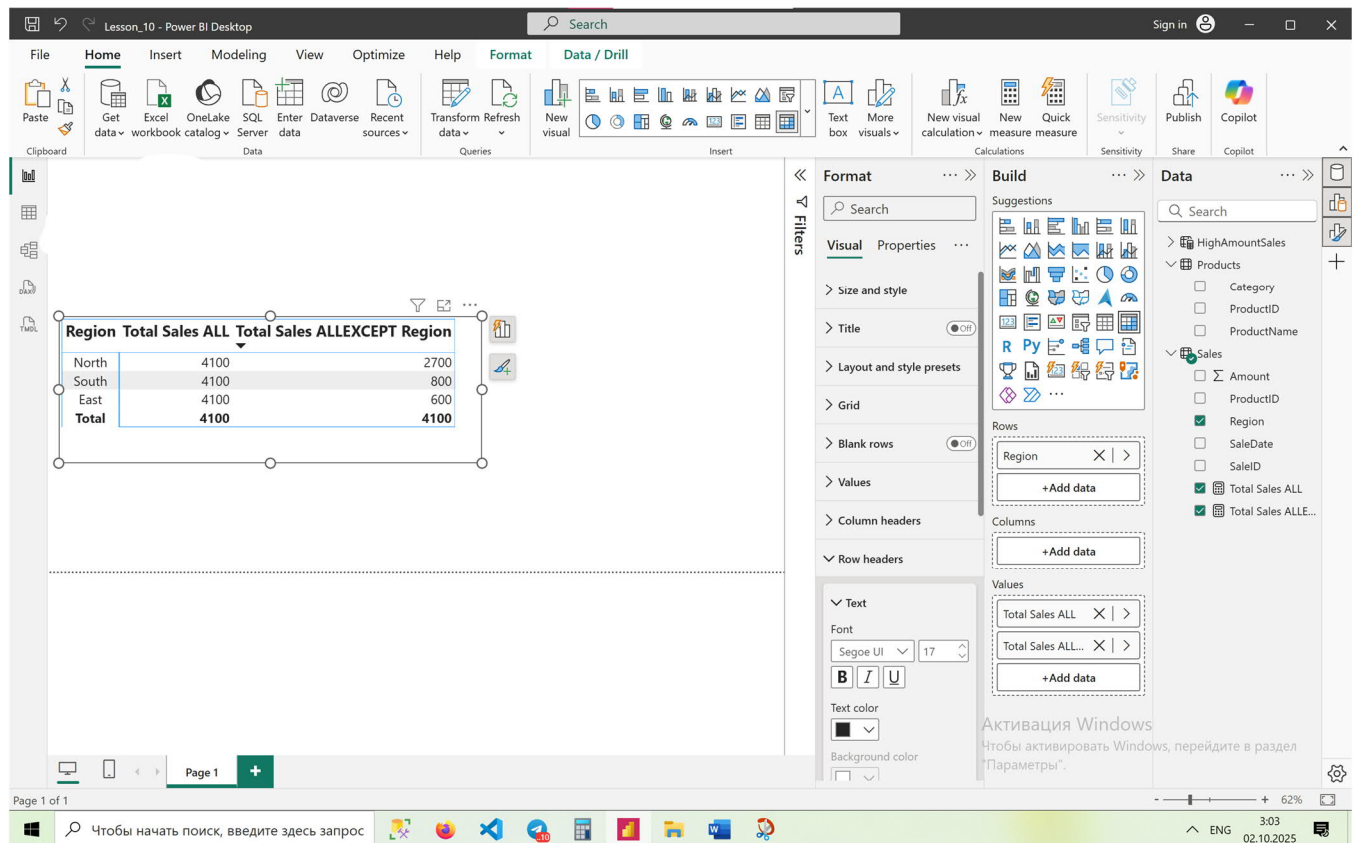 Lesson_10 - Power BI Desktop
Search
Sign in
File Home Insert Modeling View Optimize Help Format Data / Drill
Paste
Get data
Excel workbook
OneLake catalog
SQL Server
Enter data
Dataverse
Recent sources
Transform data
Refresh
New visual
Text box
More visuals
New visual calculation
New measure
Quick measure
Sensitivity
Publish
Copilot
Clipboard Data Queries Insert Calculations Sensitivity Share Copilot
DAX
TMDL
Region Total Sales ALL Total Sales ALLEXCEPT Region
North 4100 2700
South 4100 800
East 4100 600
Total 4100 4100
Filters
Format
Search
Visual Properties
Size and style
Title Off
Layout and style presets
Grid
Blank rows Off
Values
Column headers
Row headers
Text
Font
Segoe UI 17
B I U
Text color
Background color
Build
Suggestions
123
R Py
123
Rows
Region
+Add data
Columns
+Add data
Values
Total Sales ALL
Total Sales ALL...
+Add data
Data
Search
HighAmountSales
Products
Category
ProductID
ProductName
Sales
Σ Amount
ProductID
Region
SaleDate
SaleID
Total Sales ALL
Total Sales ALLE...
Активация Windows
Чтобы активировать Windows, перейдите в раздел
"Параметры".
Page 1
Page 1 of 1
- + 62%
Чтобы начать поиск, введите здесь запрос
10
ENG
3:03
02.10.2025